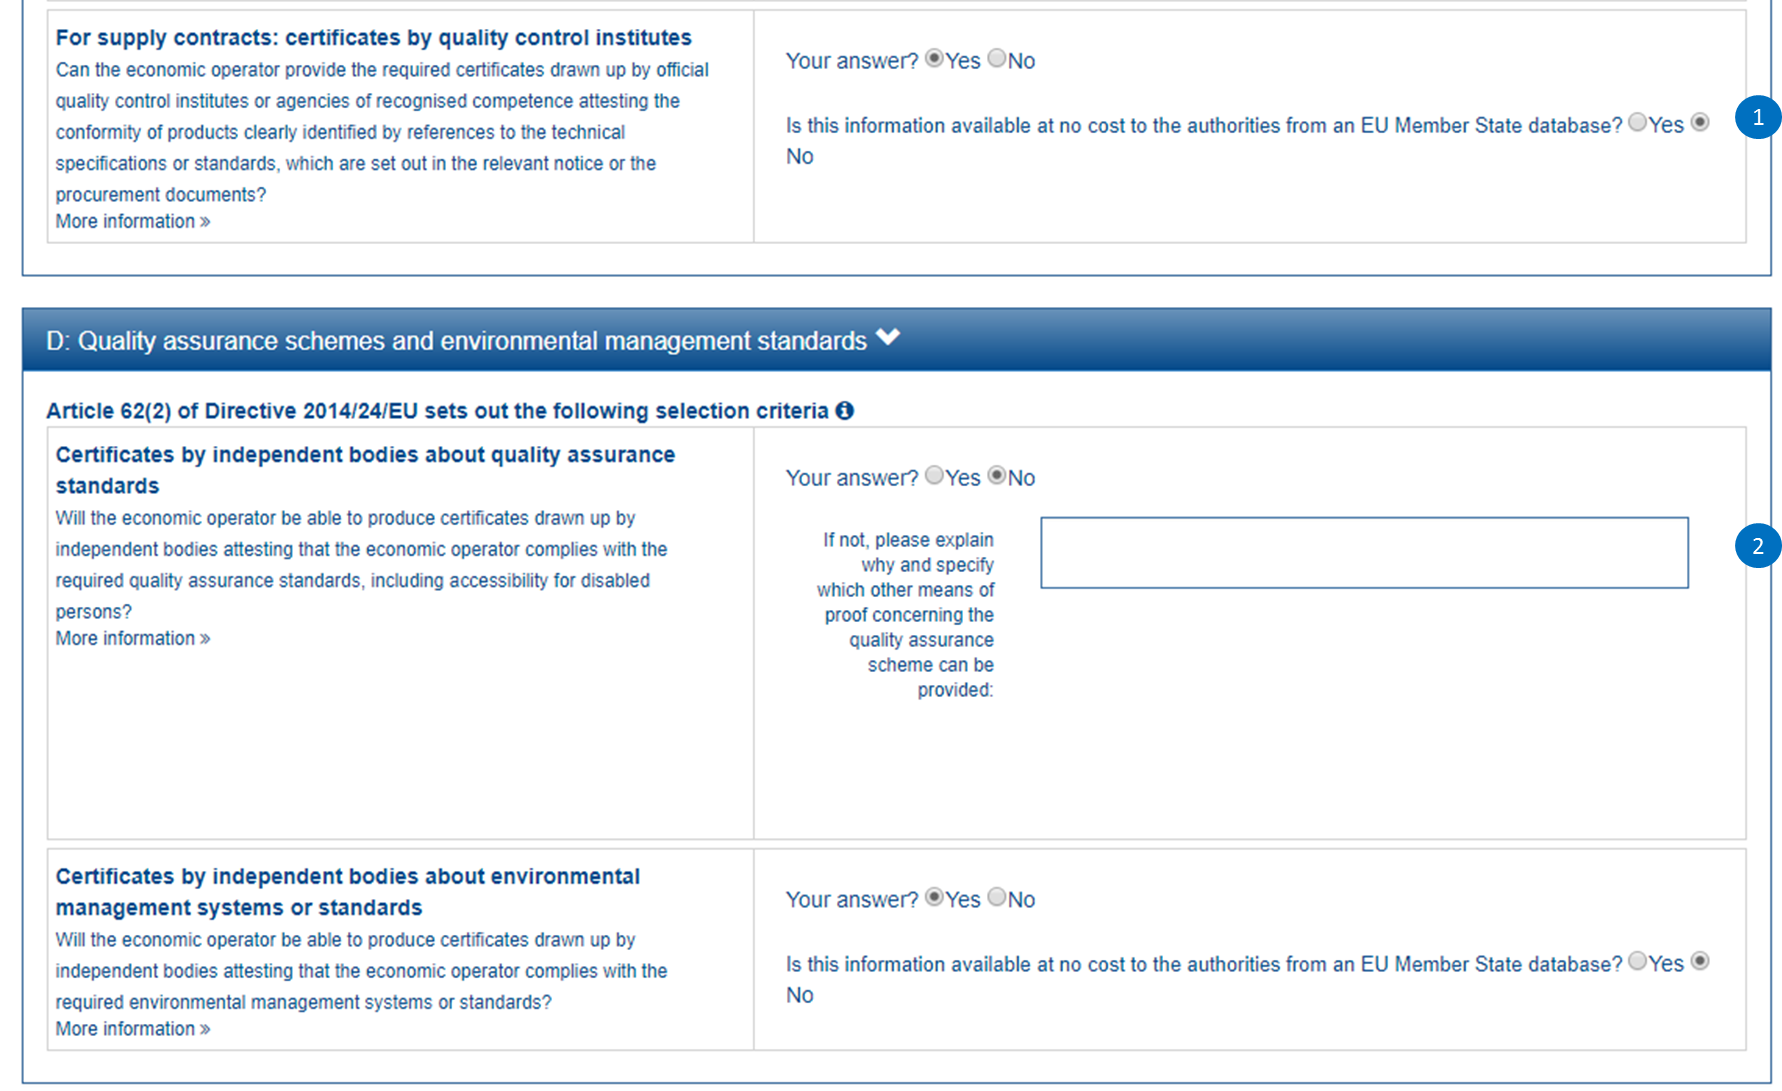 For supply contracts: certificates by quality control institutes
Can the economic operator provide the required certificates drawn up by official
quality control institutes or agencies of recognised competence attesting the
conformity of products clearly identified by references to the technical
specifications or standards, which are set out in the relevant notice or the
procurement documents?
More information »
Your answer? Yes No
Is this information available at no cost to the authorities from an EU Member State database? Yes
No
1
D: Quality assurance schemes and environmental management standards
Article 62(2) of Directive 2014/24/EU sets out the following selection criteria
Certificates by independent bodies about quality assurance
standards
Will the economic operator be able to produce certificates drawn up by
independent bodies attesting that the economic operator complies with the
required quality assurance standards, including accessibility for disabled
persons?
More information »
Your answer? Yes No
If not, please explain
why and specify
which other means of
proof concerning the
quality assurance
scheme can be
provided:
2
Certificates by independent bodies about environmental
management systems or standards
Will the economic operator be able to produce certificates drawn up by
independent bodies attesting that the economic operator complies with the
required environmental management systems or standards?
More information »
Your answer? Yes No
Is this information available at no cost to the authorities from an EU Member State database? Yes
No